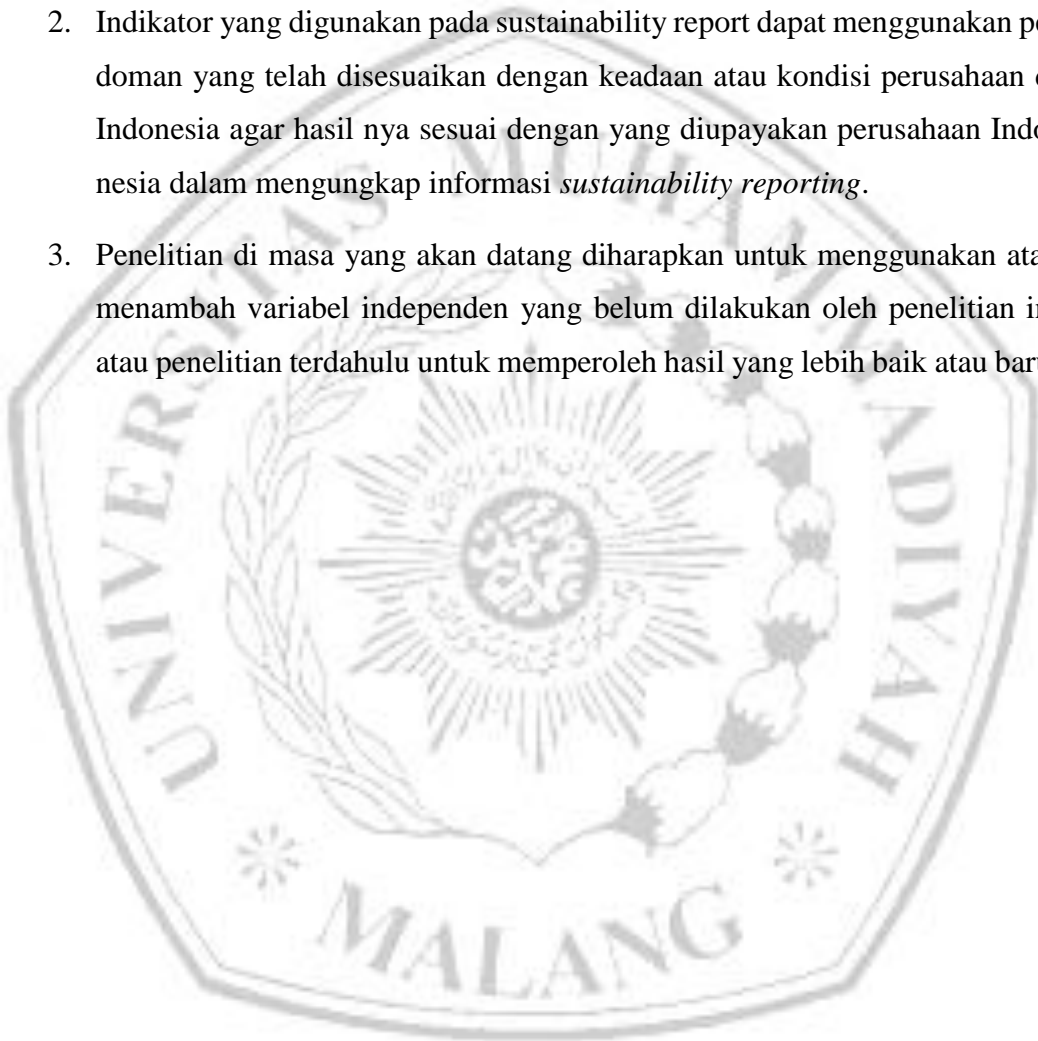 2. Indikator yang digunakan pada sustainability report dapat menggunakan pe
doman yang telah disesuaikan dengan keadaan atau kondisi perusahaan
Indonesia agar hasil nya sesuai dengan yang diupayakan perusahaan Indo
nesia dalam mengungkap informasi sustainability reporting.
3. Penelitian di masa yang akan datang diharapkan untuk menggunakan ata
menambah variabel independen yang belum dilakukan oleh penelitian in
atau penelitian terdahulu untuk memperoleh hasil yang lebih baik atau baru
UNIVERSITAS MUHAMMADIYAH
MALANG